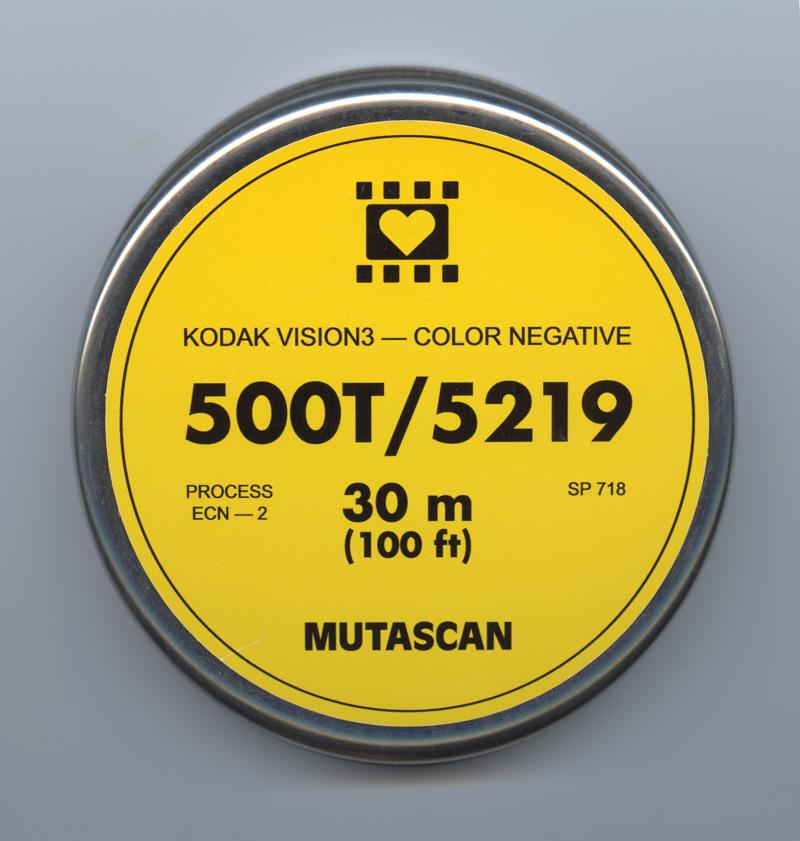 KODAK VISION3 — COLOR NEGATIVE
500T/5219
PROCESS
ECN — 2
30 m
(100 ft)
SP 718
MUTASCAN